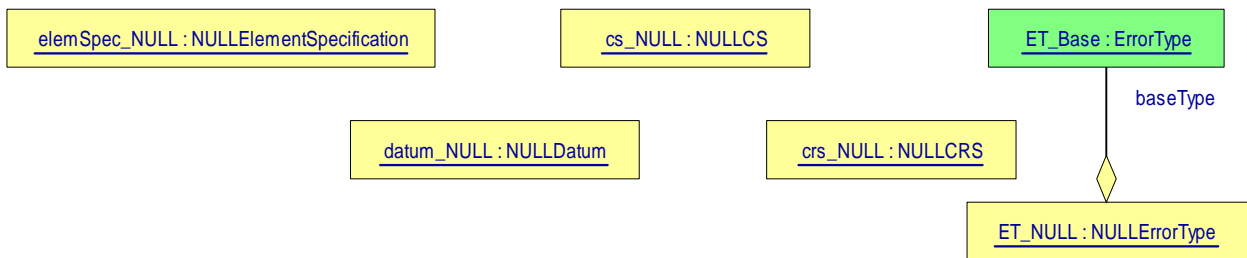 elemSpec_NULL : NULLElementSpecification
cs_NULL : NULLCS
ET_Base : ErrorType
baseType
datum_NULL : NULLDatum
crs_NULL : NULLCRS
ET_NULL : NULLErrorType